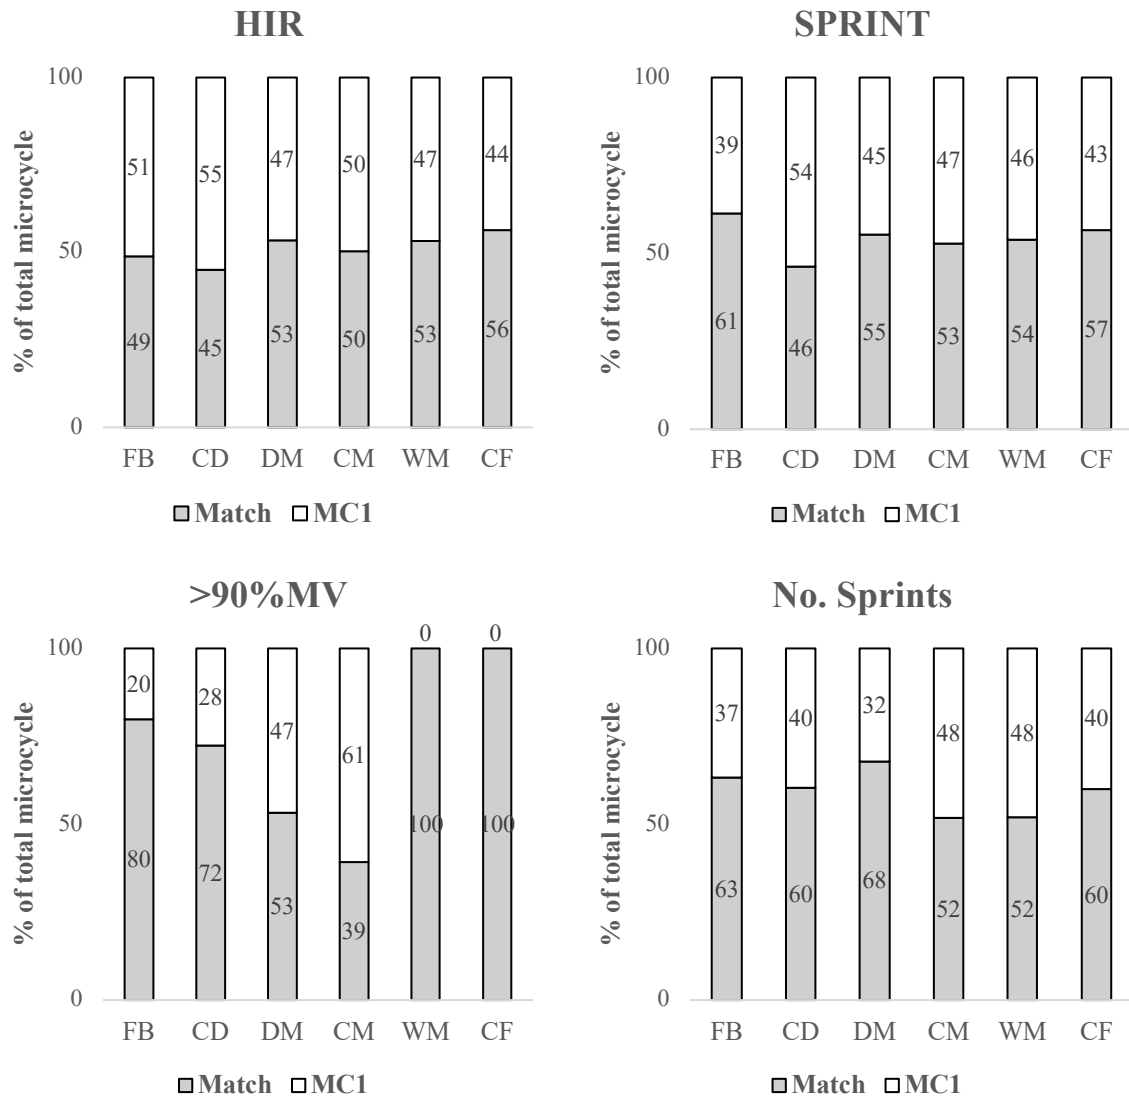 HIR
% of total microcycle
100
50
0
51 55 47 50 47 44
49 45 53 50 53 56
FB CD DM CM WM CF
Match MC1
SPRINT
% of total microcycle
100
50
0
39 54 45 47 46 43
61 46 55 53 54 57
FB CD DM CM WM CF
Match MC1
>90%MV
% of total microcycle
100
50
0
20 28 47 61 0 0
80 72 53 39 100 100
FB CD DM CM WM CF
Match MC1
No. Sprints
% of total microcycle
100
50
0
37 40 32 48 48 40
63 60 68 52 52 60
FB CD DM CM WM CF
Match MC1